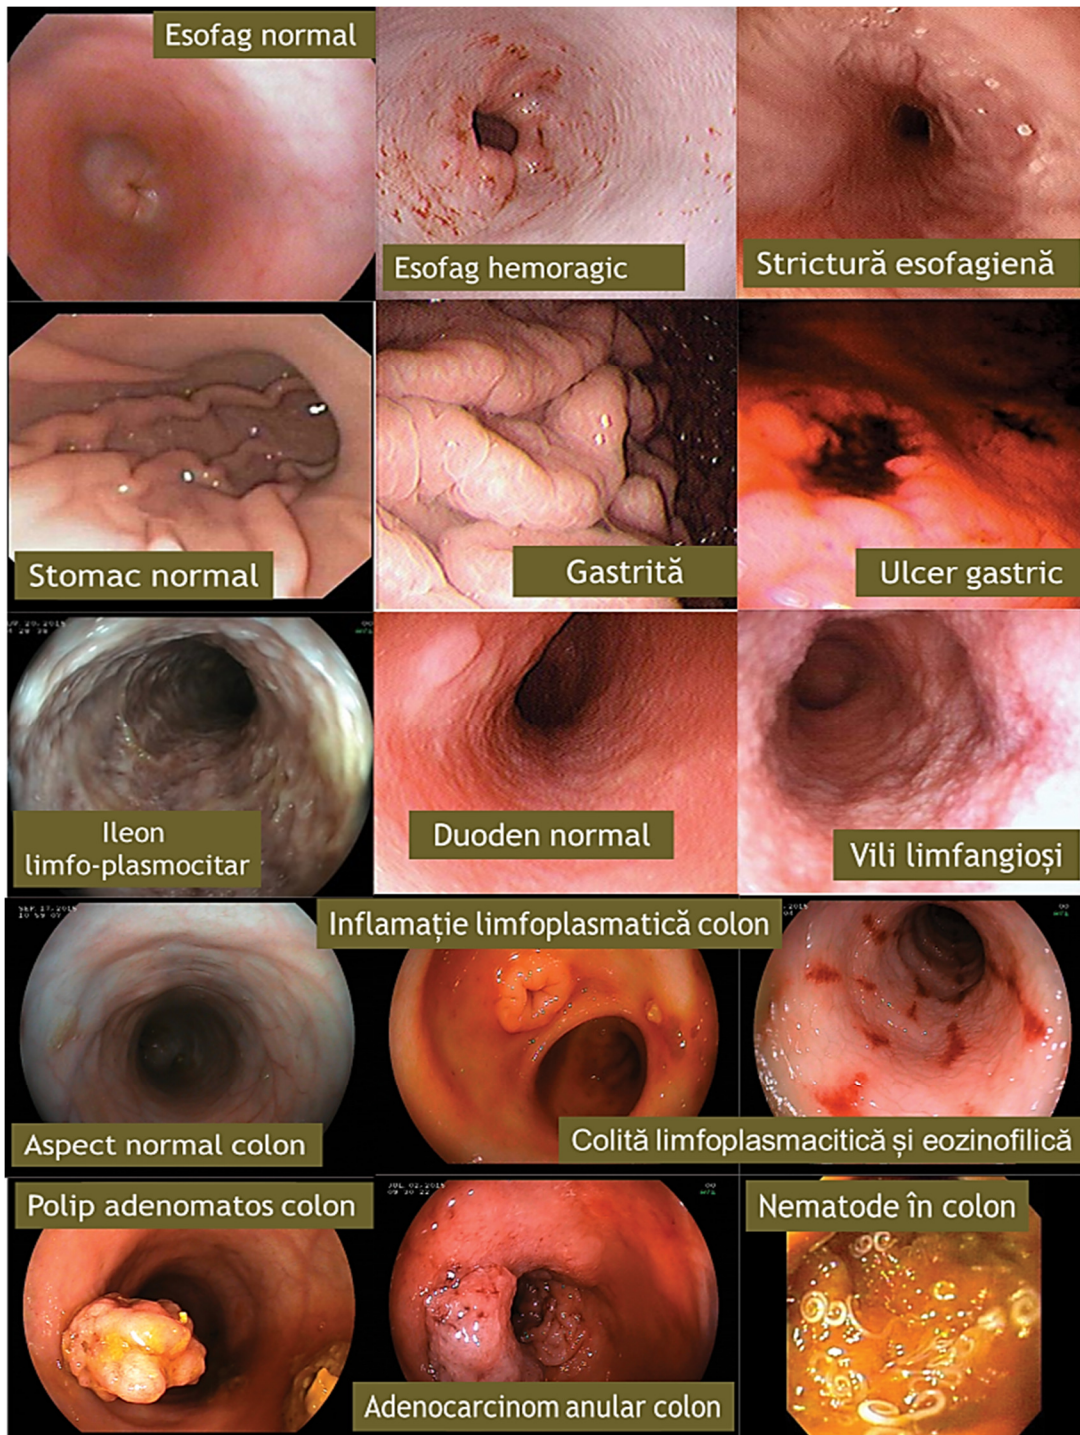 Esofag normal
Esofag hemoragic
Strictură esofagienă
Stomac normal
Gastrită
Ulcer gastric
Ileon
limfo-plasmocitar
Duoden normal
Vili limfangioși
Inflamație limfoplasmatică colon
Aspect normal colon
Colită limfoplasmacitică și eozinofilică
Polip adenomatos colon
Adenocarcinom anular colon
Nematode în colon